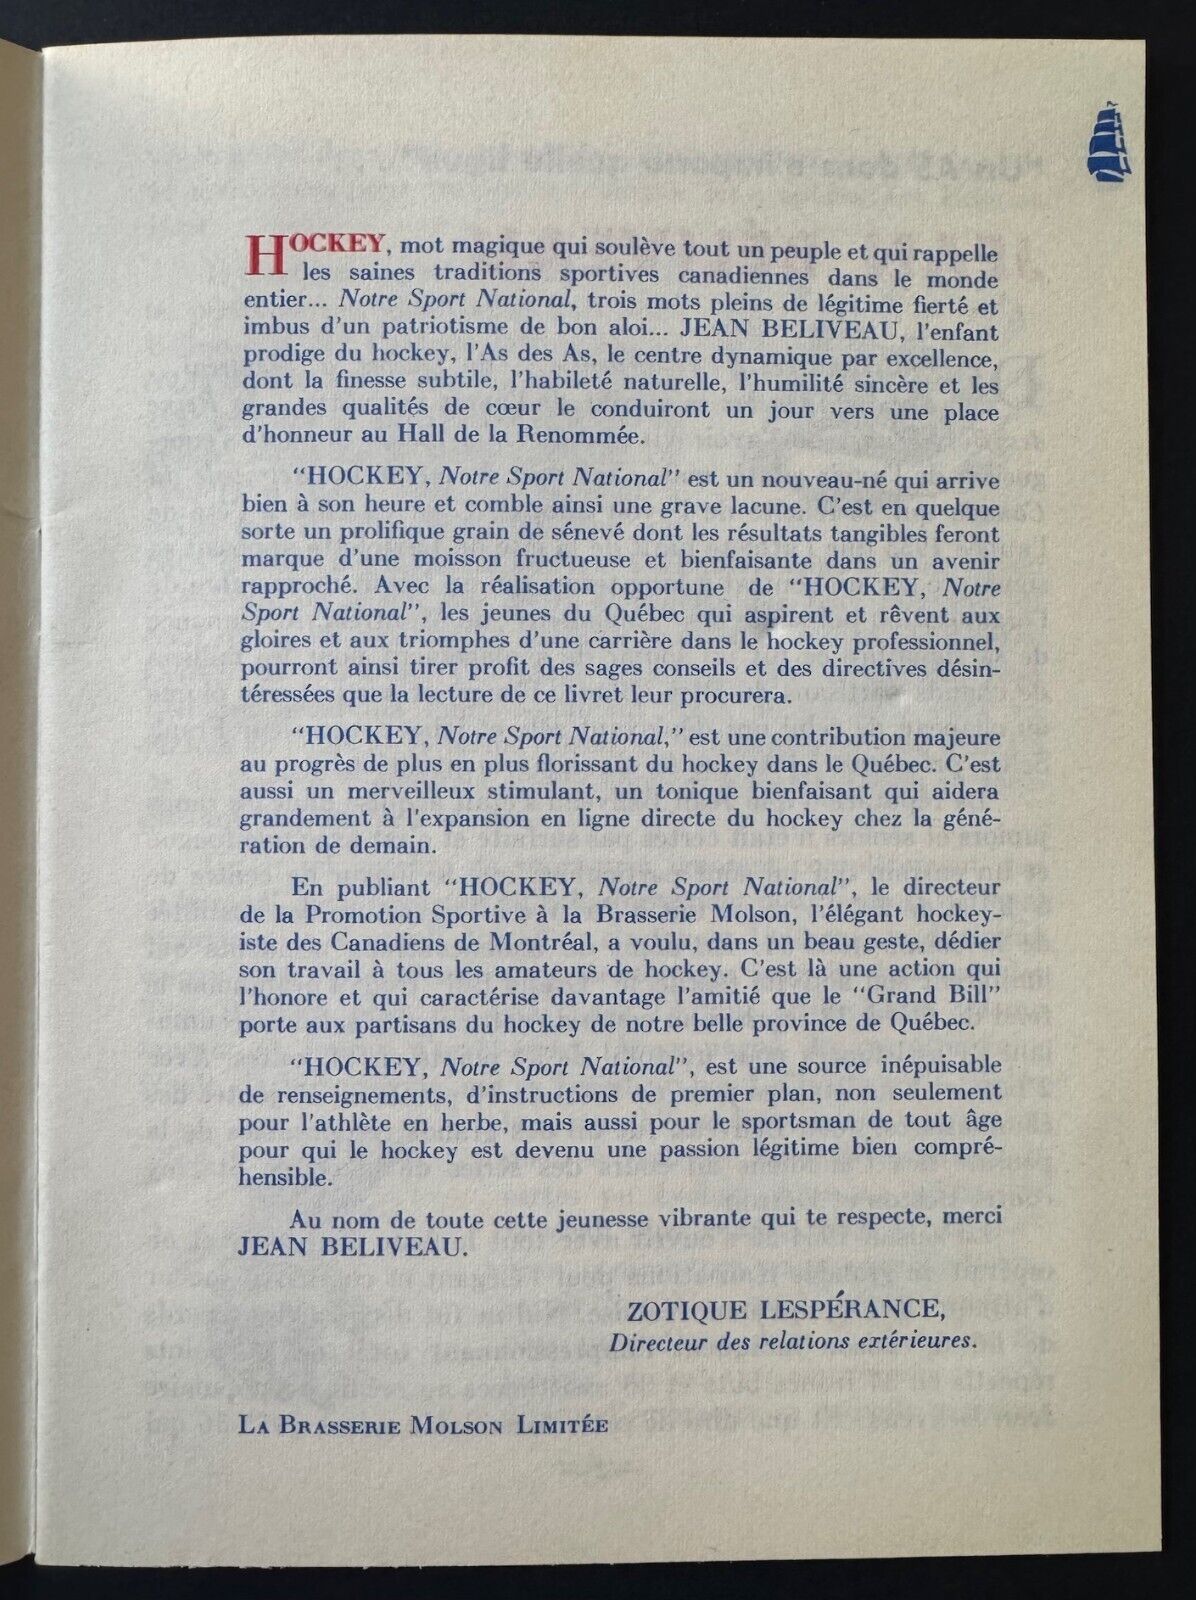 HOCKEY, mot magique qui soulève tout un peuple et qui rappelle
les saines traditions sportives canadiennes dans le monde
entier... Notre Sport National, trois mots pleins de légitime fierté et
imbus d'un patriotisme de bon aloi... JEAN BELIVEAU, l'enfant
prodige du hockey, l'As des As, le centre dynamique par excellence,
dont la finesse subtile, l'habileté naturelle, l'humilité sincère et les
grandes qualités de cœur le conduiront un jour vers une place
d'honneur au Hall de la Renommée.
"HOCKEY, Notre Sport National" est un nouveau-né qui arrive
bien à son heure et comble ainsi une grave lacune. C'est en quelque
sorte un prolifique grain de sénevé dont les résultats tangibles feront
marque d'une moisson fructueuse et bienfaisante dans un avenir
rapproché. Avec la réalisation opportune de "HOCKEY, Notre
Sport National", les jeunes du Québec qui aspirent et rêvent aux
gloires et aux triomphes d'une carrière dans le hockey professionnel,
pourront ainsi tirer profit des sages conseils et des directives désin-
téressées que la lecture de ce livret leur procurera.
"HOCKEY, Notre Sport National," est une contribution majeure
au progrès de plus en plus florissant du hockey dans le Québec. C'est
aussi un merveilleux stimulant, un tonique bienfaisant qui aidera
grandement à l'expansion en ligne directe du hockey chez la géné-
ration de demain.
En publiant "HOCKEY, Notre Sport National", le directeur
de la Promotion Sportive à la Brasserie Molson, l'élégant hockey-
iste des Canadiens de Montréal, a voulu, dans un beau geste, dédier
son travail à tous les amateurs de hockey. C'est là une action qui
l'honore et qui caractérise davantage l'amitié que le "Grand Bill"
porte aux partisans du hockey de notre belle province de Québec.
"HOCKEY, Notre Sport National", est une source inépuisable
de renseignements, d'instructions de premier plan, non seulement
pour l'athlète en herbe, mais aussi pour le sportsman de tout âge
pour qui le hockey est devenu une passion légitime bien compré-
hensible.
Au nom de toute cette jeunesse vibrante qui te respecte, merci
JEAN BELIVEAU.
ZOTIQUE LESPÉRANCE,
Directeur des relations extérieures.
LA BRASSERIE MOLSON LIMITÉE